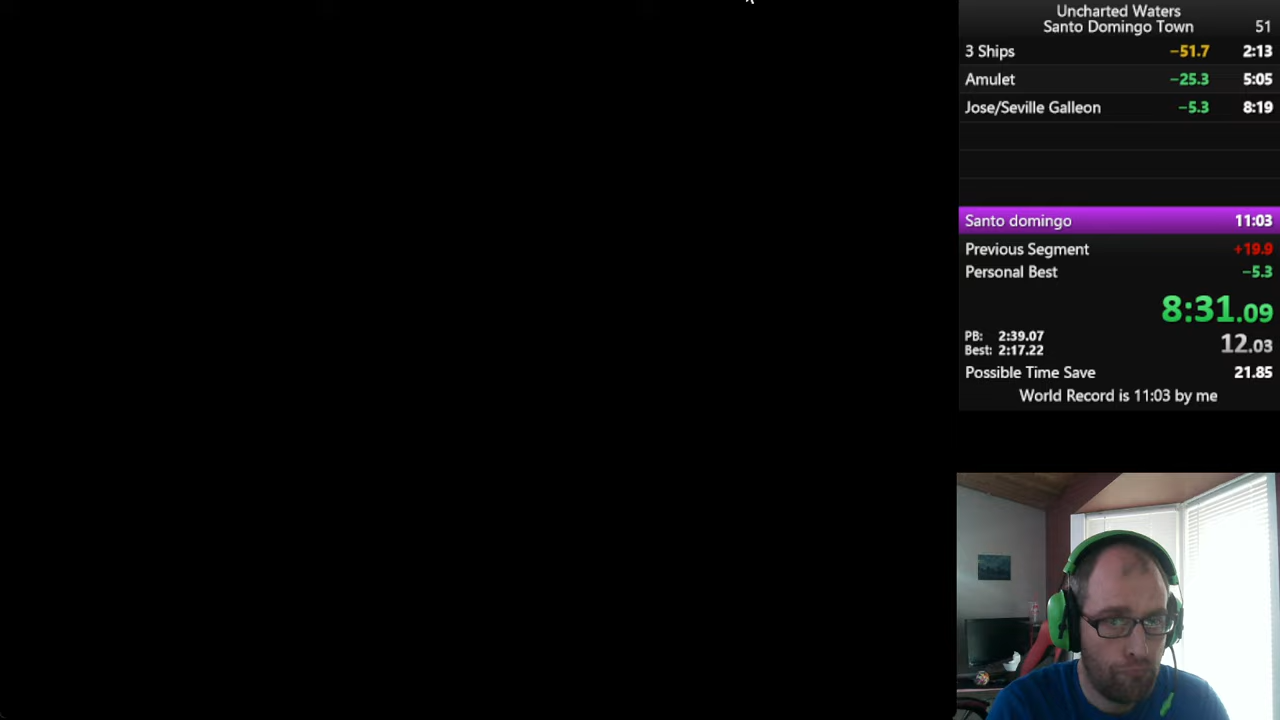 Uncharted Waters
Santo Domingo Town 51
3 Ships −51.7 2:13
Amulet −25.3 5:05
Jose/Seville Galleon −5.3 8:19
Santo domingo 11:03
Previous Segment +19.9
Personal Best −5.3
8:31.09
PB: 2:39.07
Best: 2:17.22
12.03
Possible Time Save 21.85
World Record is 11:03 by me